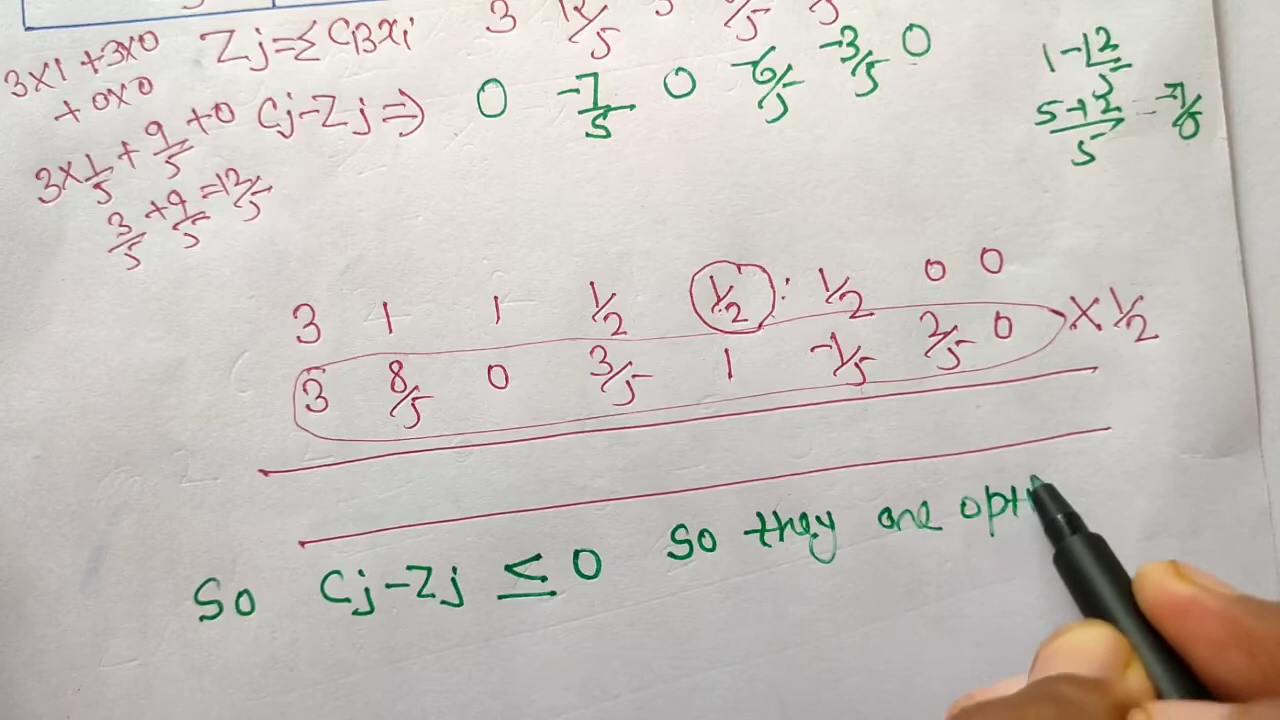 3 12/5 3 /5 3
3x1 + 3x0 Zj=ΣCBxi
+ 0x0
Cj-Zj ⇒ 0 -7/5 0 -6/5 -3/5 0
3x1/5 + 9/5 + 0
3/5 + 9/5 = 12/5
1-12/5
5-12/5 = -7/5
3 1 1 1/2 1/2 : 1/2 0 0
3 8/5 0 3/5 1 -1/5 2/5 0 x 1/2
So Cj-Zj ≤ 0 So they are opti